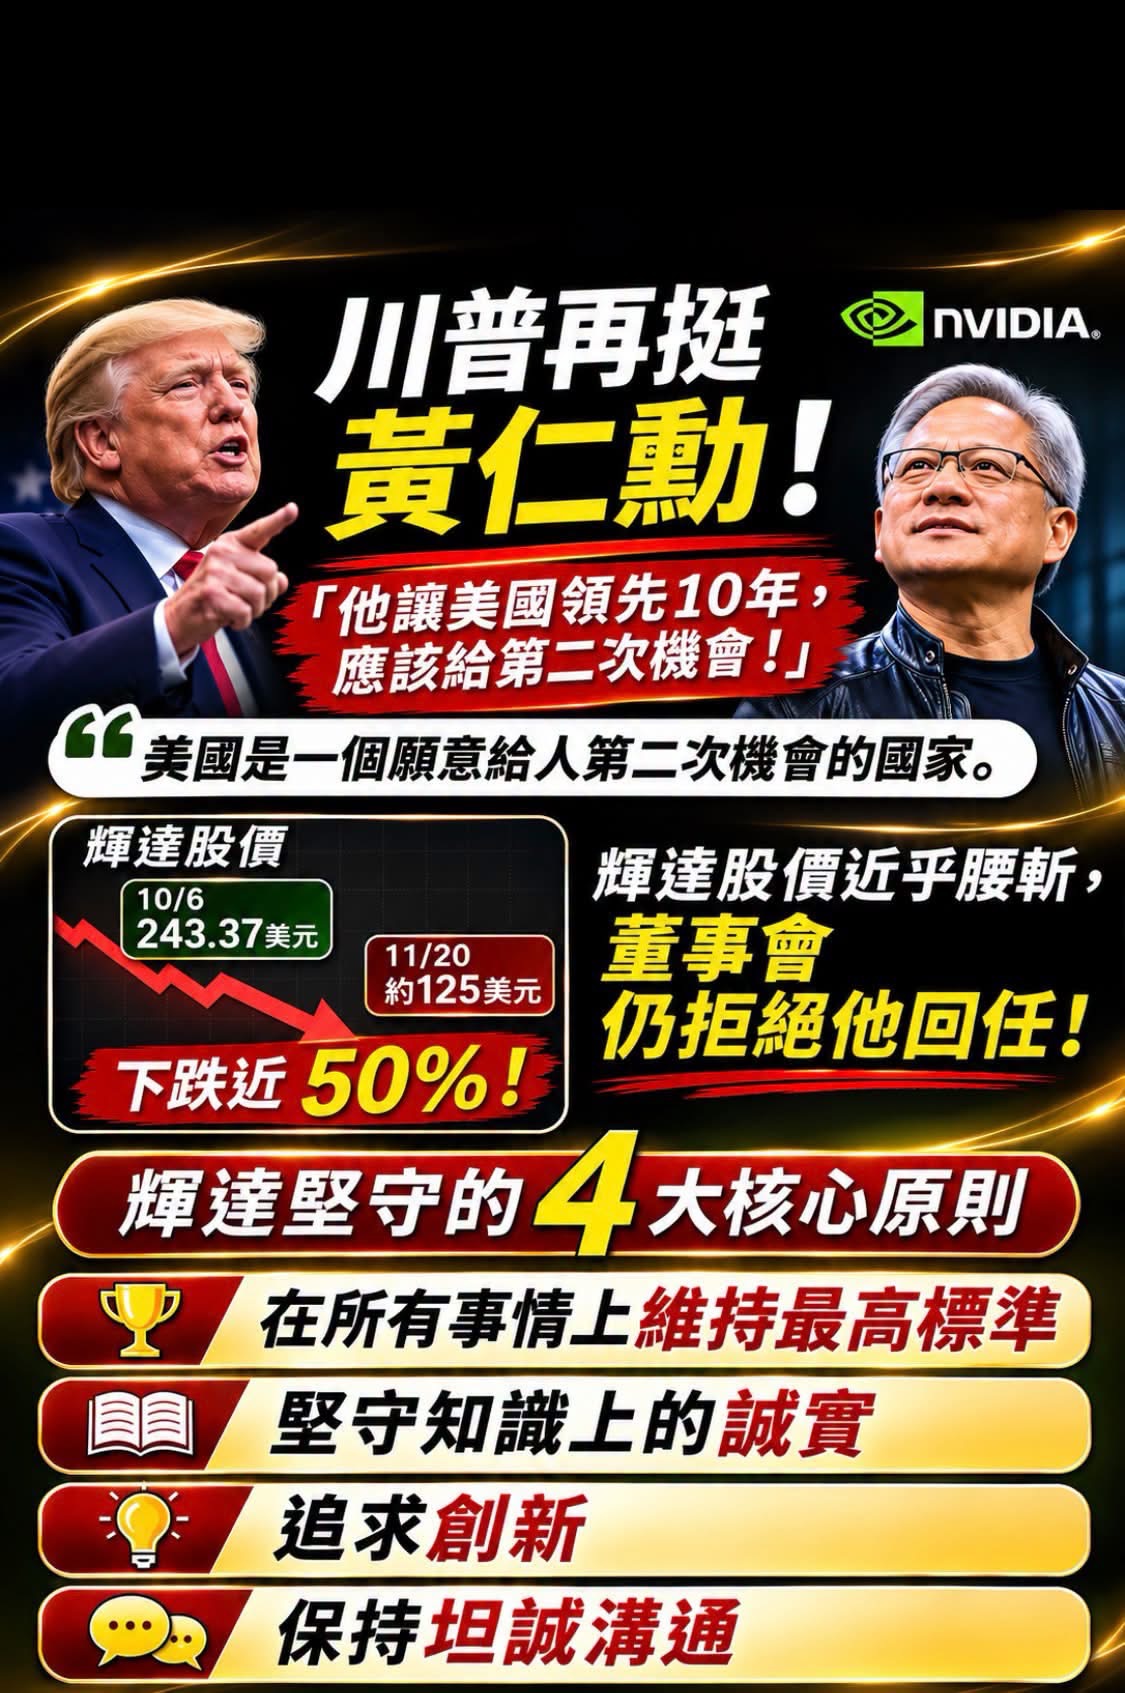 川普再挺
黃仁勳！
NVIDIA®
「他讓美國領先10年，
應該給第二次機會！」
美國是一個願意給人第二次機會的國家。
輝達股價
10/6
243.37美元
11/20
約125美元
下跌近50%！
輝達股價近乎腰斬，
董事會
仍拒絕他回任！
輝達堅守的4大核心原則
在所有事情上維持最高標準
堅守知識上的誠實
追求創新
保持坦誠溝通